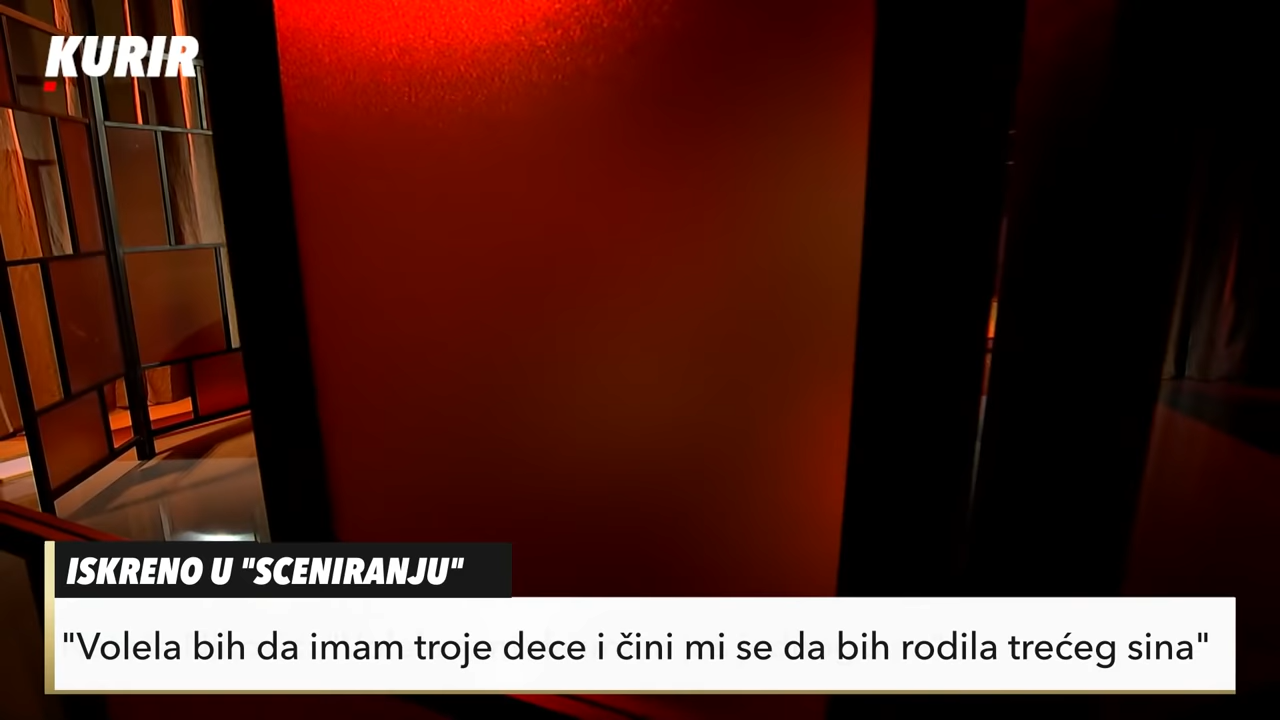 KURIR
ISKRENO U "SCENIRANJU"
"Volela bih da imam troje dece i čini mi se da bih rodila trećeg sina"